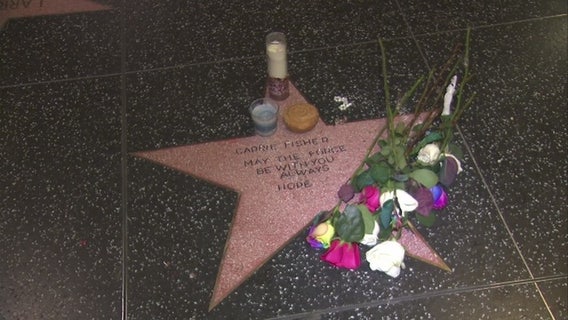 CARRIE FISHER
MAY THE FORCE
BE WITH YOU
ALWAYS
HOPE